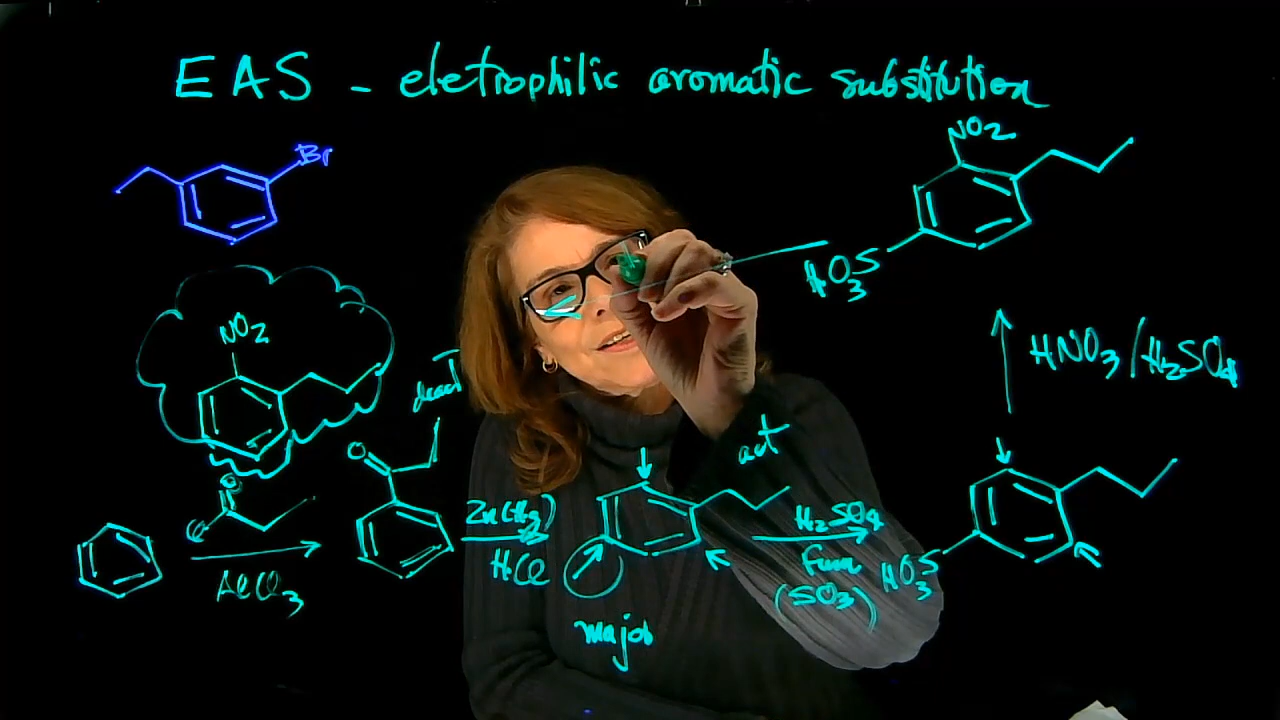 EAS - eletrophilic aromatic substitution
Br
NO2
HO3S
NO2
HNO3/H2SO4
deact
act
O
O
Cl
AlCl3
Zn(Hg)
HCl
H2SO4
Fum
(SO3)
HO3S
major